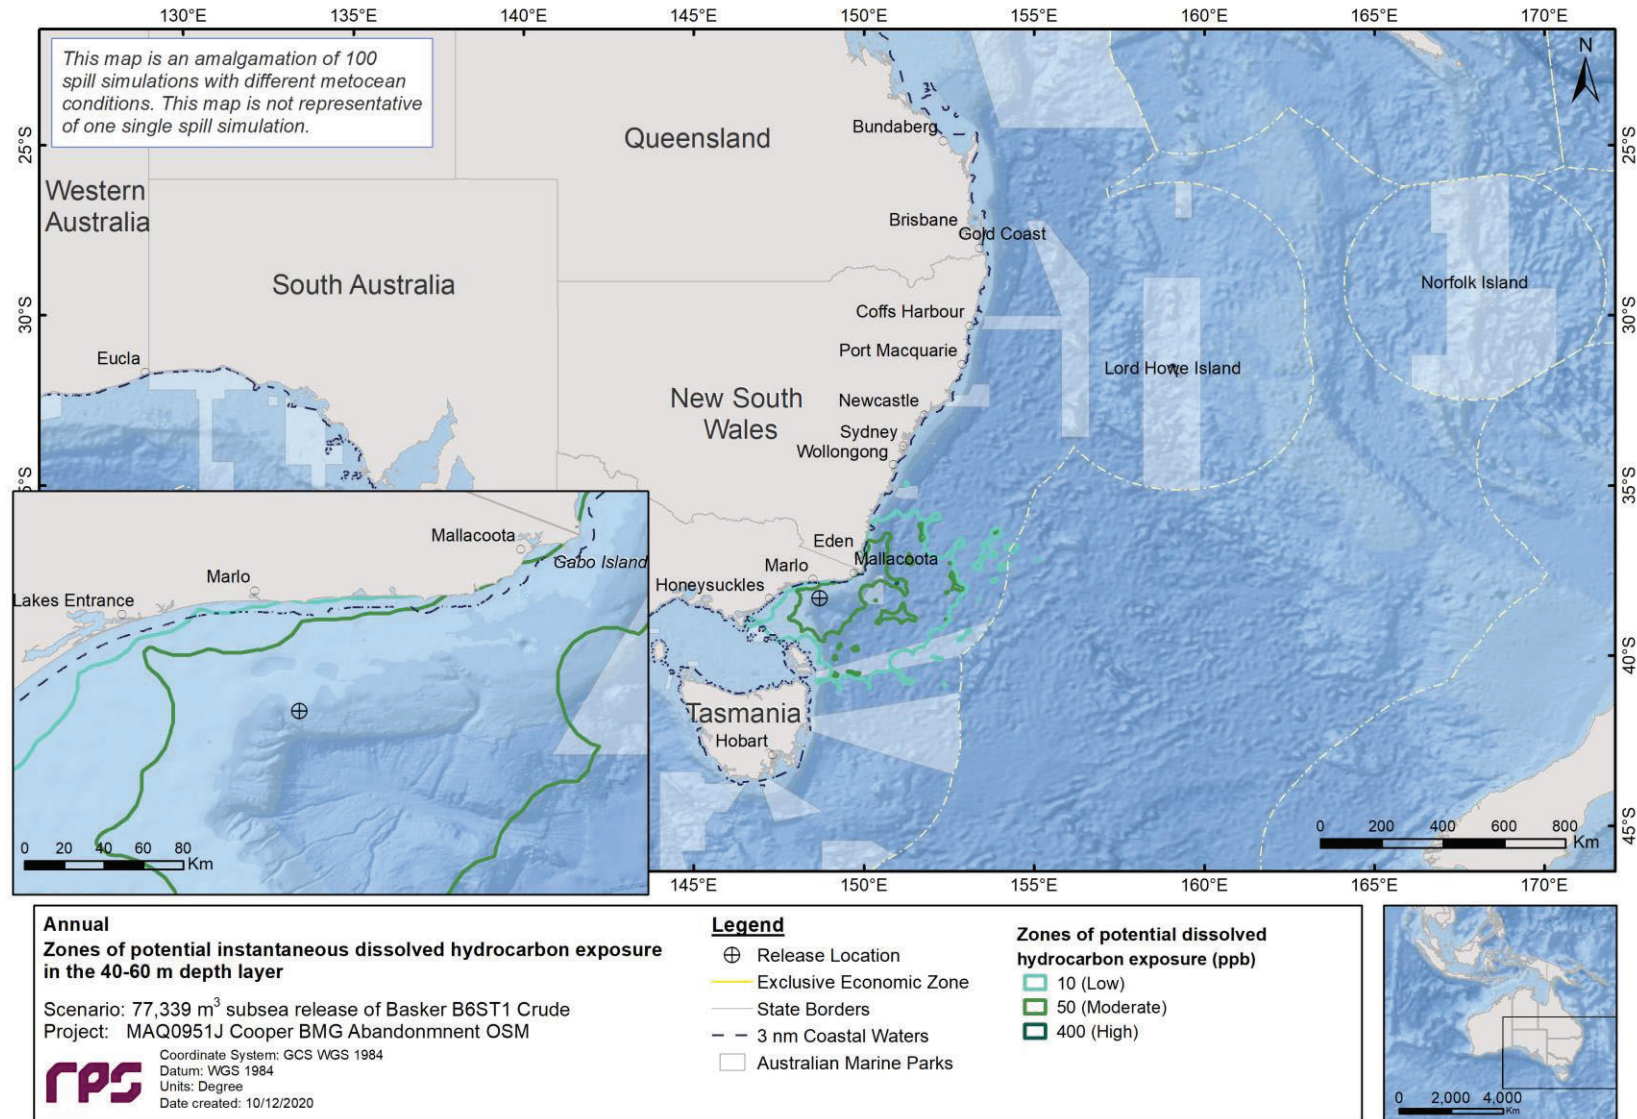 130°E 135°E 140°E 145°E 150°E 155°E 160°E 165°E 170°E
This map is an amalgamation of 100
spill simulations with different metocean
conditions. This map is not representative
of one single spill simulation.
N
Bundaberg
Queensland
25°S 25°S
Western
Australia
Brisbane
Gold Coast
South Australia
Norfolk Island
Coffs Harbour
30°S 30°S
Port Macquarie
Eucla
Lord Howe Island
New South
Wales
Newcastle
Sydney
Wollongong
35°S 35°S
Eden
Mallacoota
Marlo
Honeysuckles
Mallacoota
Gabo Island
Marlo
Lakes Entrance
40°S
Tasmania
Hobart
45°S
0 20 40 60 80
Km
0 200 400 600 800
Km
145°E 150°E 155°E 160°E 165°E 170°E
Annual
Zones of potential instantaneous dissolved hydrocarbon exposure
in the 40-60 m depth layer
Scenario: 77,339 m³ subsea release of Basker B6ST1 Crude
Project: MAQ0951J Cooper BMG Abandonmnent OSM
rps
Coordinate System: GCS WGS 1984
Datum: WGS 1984
Units: Degree
Date created: 10/12/2020
Legend
Release Location
Exclusive Economic Zone
State Borders
3 nm Coastal Waters
Australian Marine Parks
Zones of potential dissolved
hydrocarbon exposure (ppb)
10 (Low)
50 (Moderate)
400 (High)
0 2,000 4,000
Km